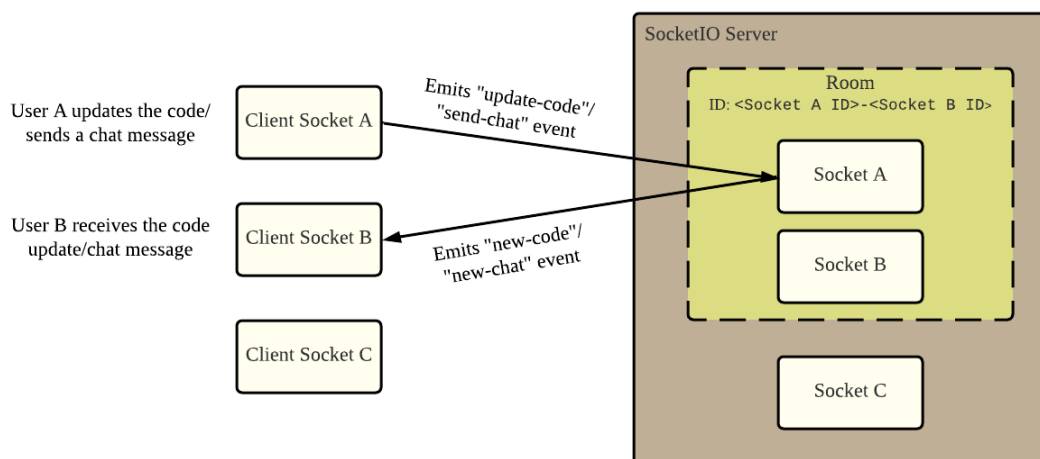 SocketIO Server
Room
ID: <Socket A ID>-<Socket B ID>
User A updates the code/
sends a chat message
Client Socket A
Emits "update-code"/
"send-chat" event
Socket A
User B receives the code
update/chat message
Client Socket B
Emits "new-code"/
"new-chat" event
Socket B
Client Socket C
Socket C